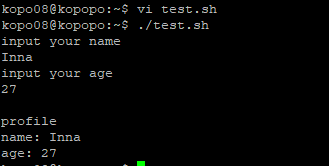 kopo08@kopopo:~$ vi test.sh
kopo08@kopopo:~$ ./test.sh
input your name
Inna
input your age
27
profile
name: Inna
age: 27
kopo08@kopopo:~$